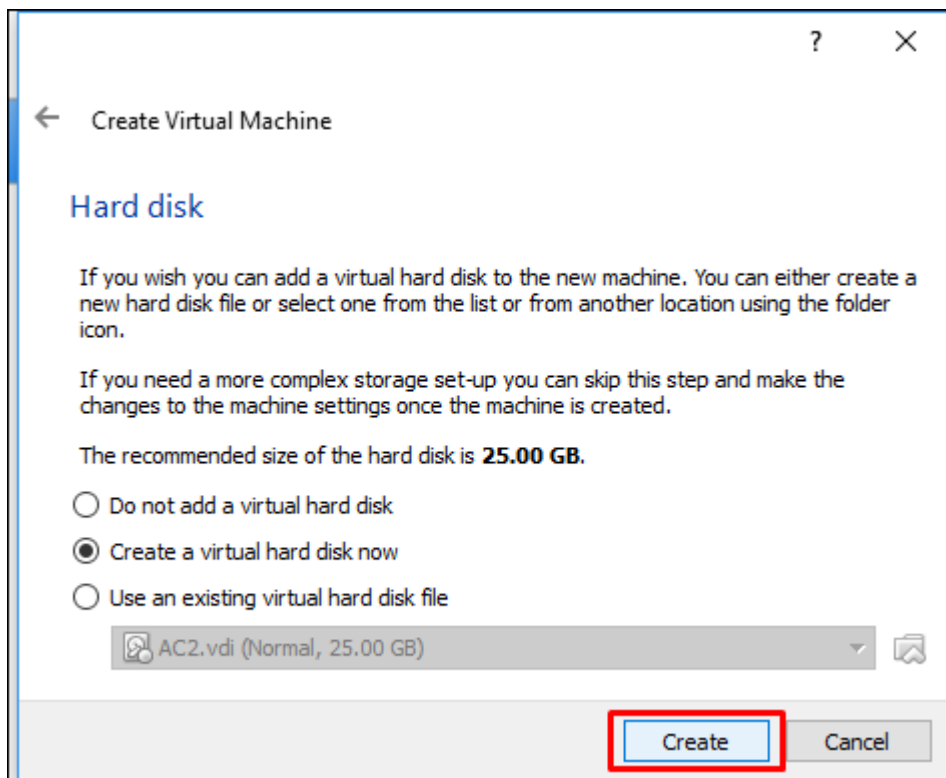 ?
Create Virtual Machine
Hard disk
If you wish you can add a virtual hard disk to the new machine. You can either create a
new hard disk file or select one from the list or from another location using the folder
icon.
If you need a more complex storage set-up you can skip this step and make the
changes to the machine settings once the machine is created.
The recommended size of the hard disk is 25.00 GB.
Do not add a virtual hard disk
Create a virtual hard disk now
Use an existing virtual hard disk file
AC2.vdi (Normal, 25.00 GB)
Create Cancel